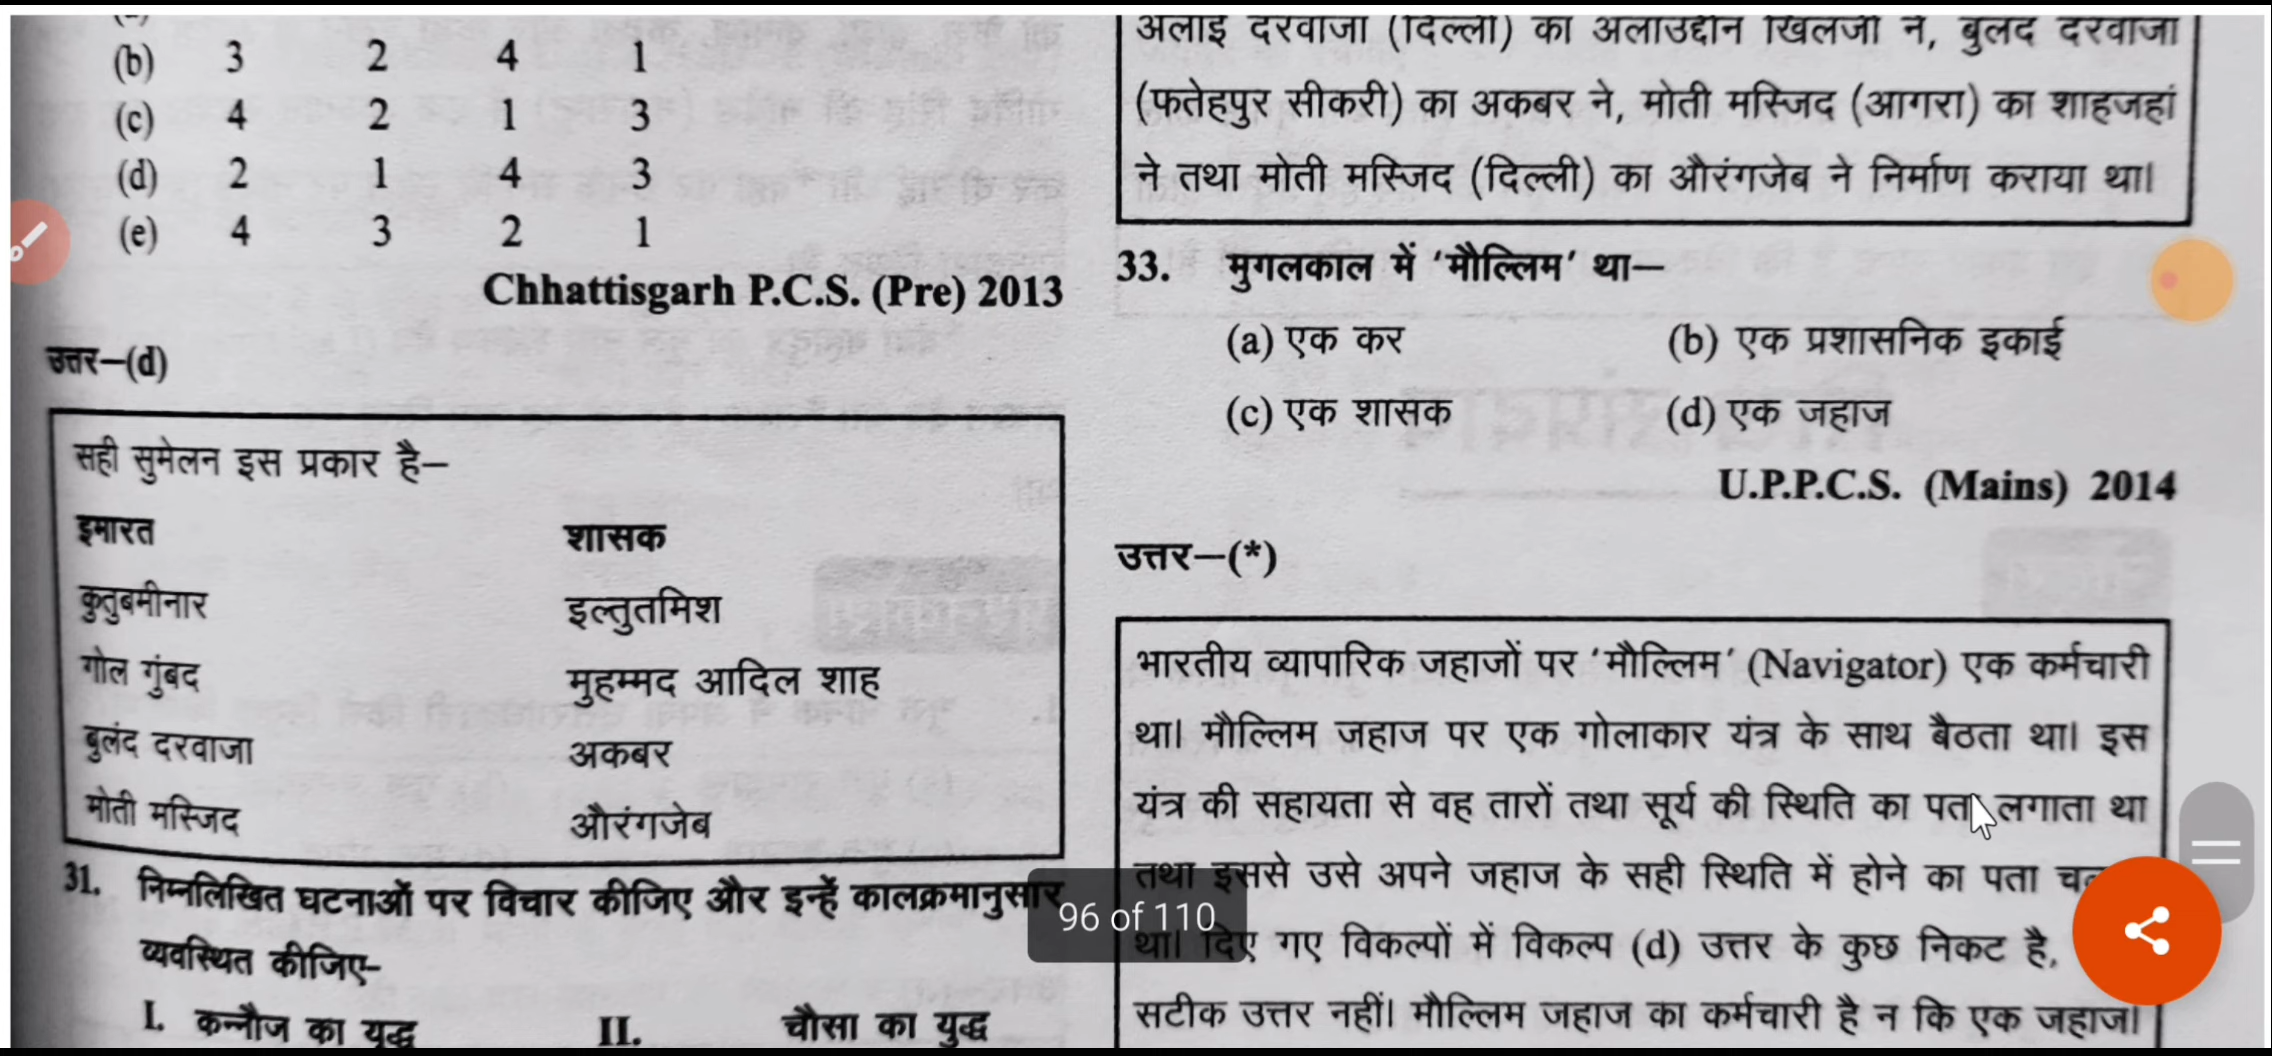 (b) 3 2 4 1
(c) 4 2 1 3
(d) 2 1 4 3
(e) 4 3 2 1
Chhattisgarh P.C.S. (Pre) 2013
उत्तर–(d)
सही सुमेलन इस प्रकार है–
इमारत शासक
कुतुबमीनार इल्तुतमिश
गोल गुंबद मुहम्मद आदिल शाह
बुलंद दरवाजा अकबर
मोती मस्जिद औरंगजेब
31. निम्नलिखित घटनाओं पर विचार कीजिए और इन्हें कालक्रमानुसार
व्यवस्थित कीजिए-
I. कन्नौज का युद्ध II. चौसा का युद्ध
अलाई दरवाजा (दिल्ली) का अलाउद्दीन खिलजी ने, बुलंद दरवाजा
(फतेहपुर सीकरी) का अकबर ने, मोती मस्जिद (आगरा) का शाहजहां
ने तथा मोती मस्जिद (दिल्ली) का औरंगजेब ने निर्माण कराया था।
33. मुगलकाल में ‘मौल्लिम’ था—
(a) एक कर (b) एक प्रशासनिक इकाई
(c) एक शासक (d) एक जहाज
U.P.P.C.S. (Mains) 2014
उत्तर–(*)
भारतीय व्यापारिक जहाजों पर ‘मौल्लिम’ (Navigator) एक कर्मचारी
था। मौल्लिम जहाज पर एक गोलाकार यंत्र के साथ बैठता था। इस
यंत्र की सहायता से वह तारों तथा सूर्य की स्थिति का पता लगाता था
तथा इससे उसे अपने जहाज के सही स्थिति में होने का पता
था। दिए गए विकल्पों में विकल्प (d) उत्तर के कुछ निकट है,
सटीक उत्तर नहीं। मौल्लिम जहाज का कर्मचारी है न कि एक जहाज।
96 of 110